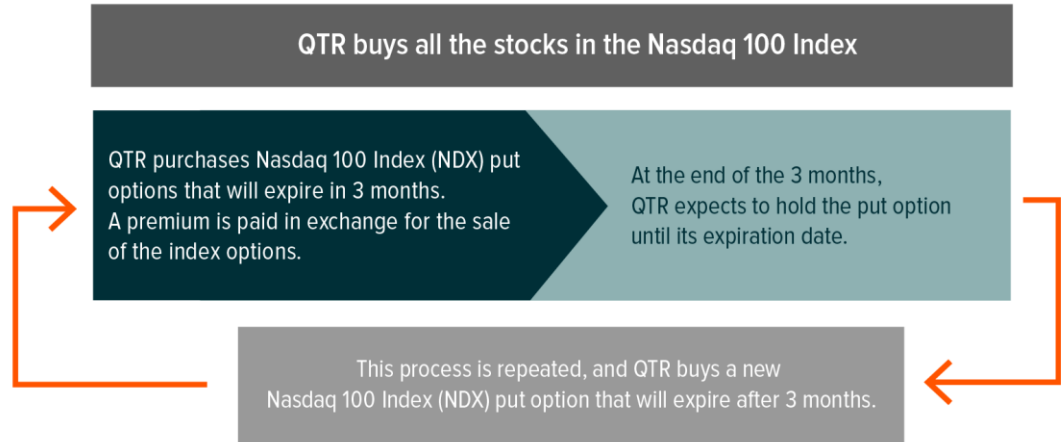 QTR buys all the stocks in the Nasdaq 100 Index
QTR purchases Nasdaq 100 Index (NDX) put
options that will expire in 3 months.
A premium is paid in exchange for the sale
of the index options.
At the end of the 3 months,
QTR expects to hold the put option
until its expiration date.
This process is repeated, and QTR buys a new
Nasdaq 100 Index (NDX) put option that will expire after 3 months.